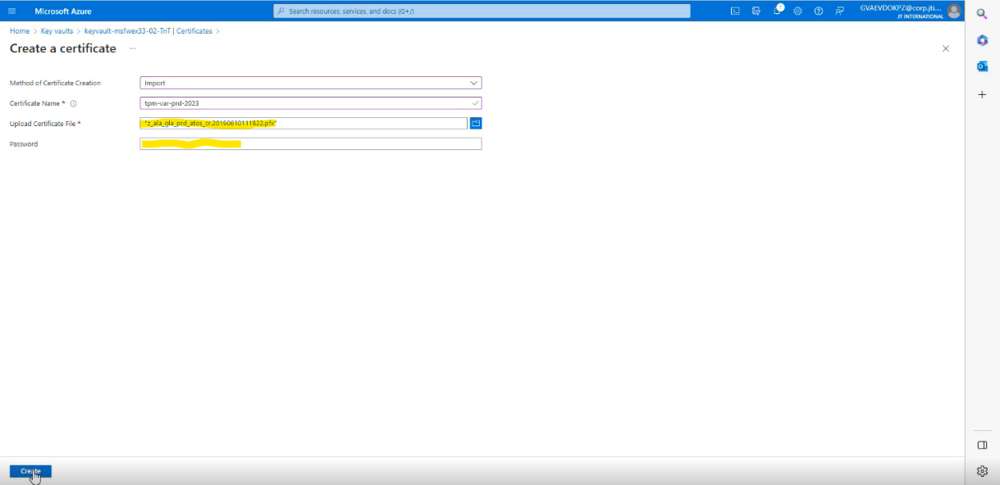 Microsoft Azure
Search resources, services, and docs (G+/)
1
GVAEVDOKPZ@corp.jti....
JT INTERNATIONAL
Home > Key vaults > keyvault-msfwex33-02-TnT | Certificates >
Create a certificate ...
Method of Certificate Creation
Import
Certificate Name *
tpm-var-prd-2023
Upload Certificate File *
"z_ala_gla_prd_atos_cr.20190610111822.pfx"
Password
Create